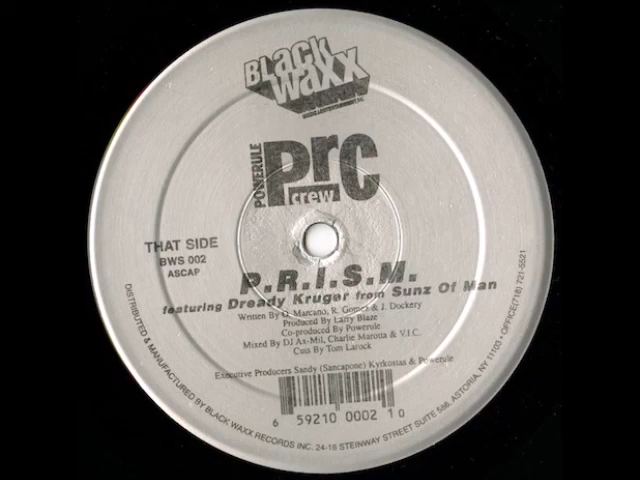 BLACK
WAXX
POWERULE
prc
crew
THAT SIDE
BWS 002
ASCAP
P.R.I.S.M.
featuring Dready Kruger from Sunz Of Man
Written By O. Marcano, R. Gomes & J. Dockery
Produced By Larry Blaze
Co-produced By Powerule
Mixed By DJ Ax-Mil, Charlie Marotta & V.I.C.
Cuts By Tom Larock
Executive Producers Sandy (Sancapone) Kyrkostas & Powerule
6 59210 0002 1 0
DISTRIBUTED & MANUFACTURED BY BLACK WAXX RECORDS INC. 24-16 STEINWAY STREET SUITE 586, ASTORIA, NY 11103 - OFFICE(718) 721-5521